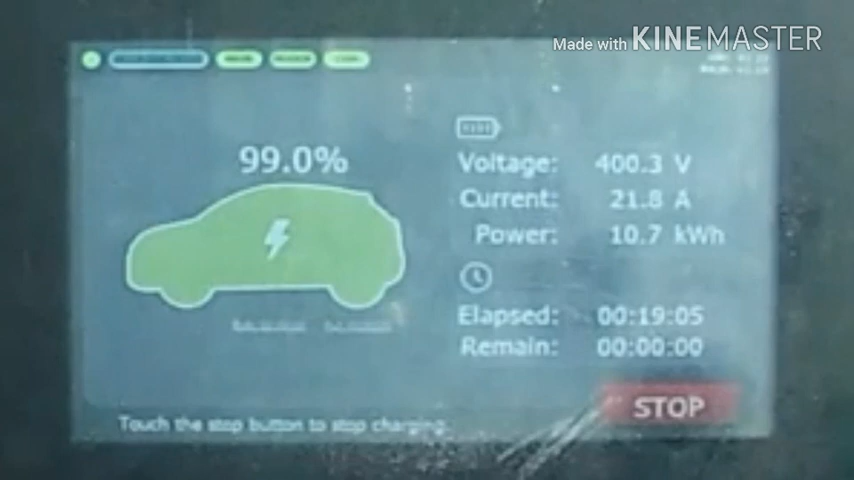 Made with KINEMASTER
99.0%
Voltage: 400.3 V
Current: 21.8 A
Power: 10.7 kWh
Elapsed: 00:19:05
Remain: 00:00:00
STOP
Touch the stop button to stop charging.